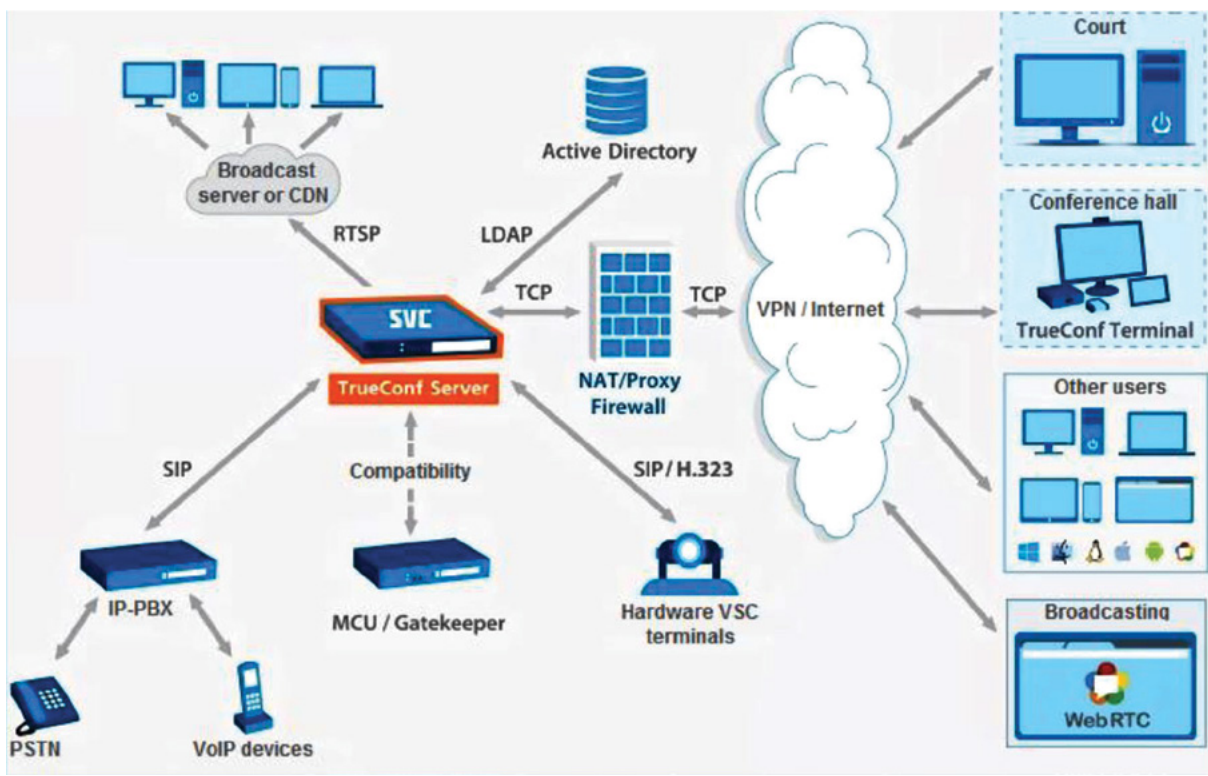 Court
Broadcast
server or CDN
Active Directory
Conference hall
RTSP
LDAP
TCP
TCP
VPN / Internet
TrueConf Terminal
SVC
TrueConf Server
NAT/Proxy
Firewall
Other users
SIP
Compatibility
SIP / H.323
IP-PBX
MCU / Gatekeeper
Hardware VSC
terminals
Broadcasting
WebRTC
PSTN
VoIP devices